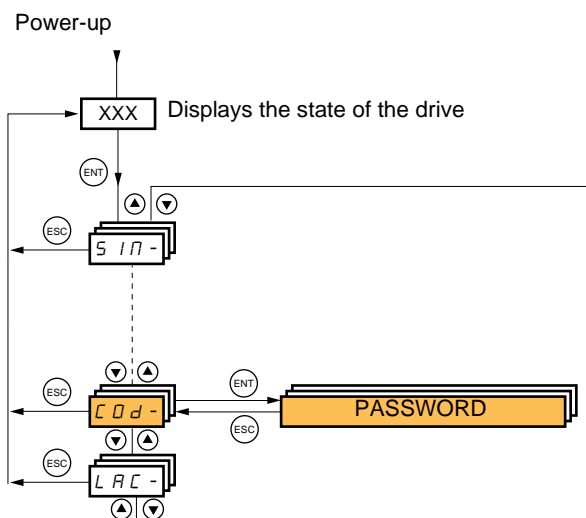 Power-up
XXX Displays the state of the drive
ENT
ESC
SIM-
ESC
ENT
COd-
PASSWORD
ESC
ESC
LAC-